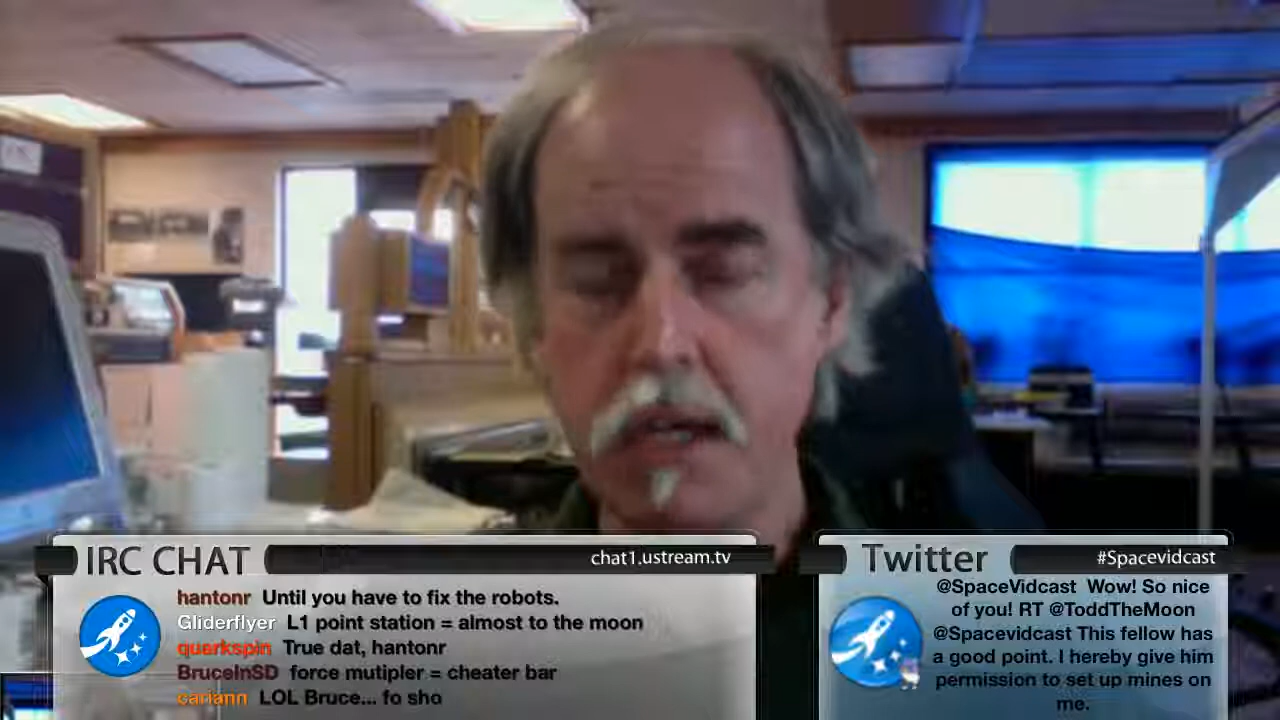 IRC CHAT
chat1.ustream.tv
hantonr Until you have to fix the robots.
Gliderflyer L1 point station = almost to the moon
quarkspin True dat, hantonr
BruceInSD force mutipler = cheater bar
cariann LOL Bruce... fo sho
Twitter
#Spacevidcast
@SpaceVidcast Wow! So nice
of you! RT @ToddTheMoon
@Spacevidcast This fellow has
a good point. I hereby give him
permission to set up mines on
me.